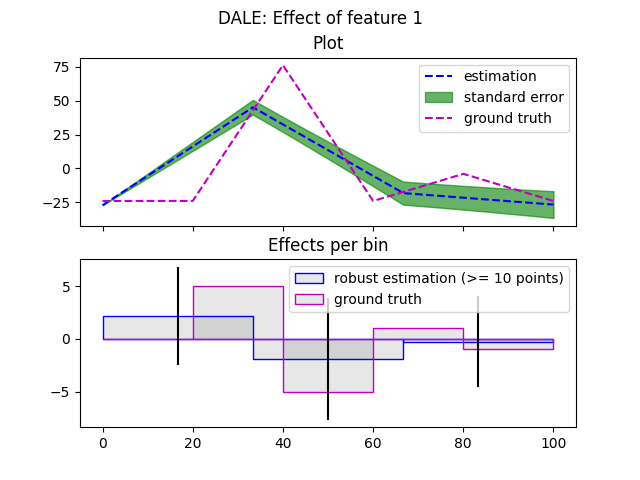 DALE: Effect of feature 1
Plot
75
50
25
0
−25
estimation
standard error
ground truth
Effects per bin
5
0
−5
robust estimation (>= 10 points)
ground truth
0 20 40 60 80 100